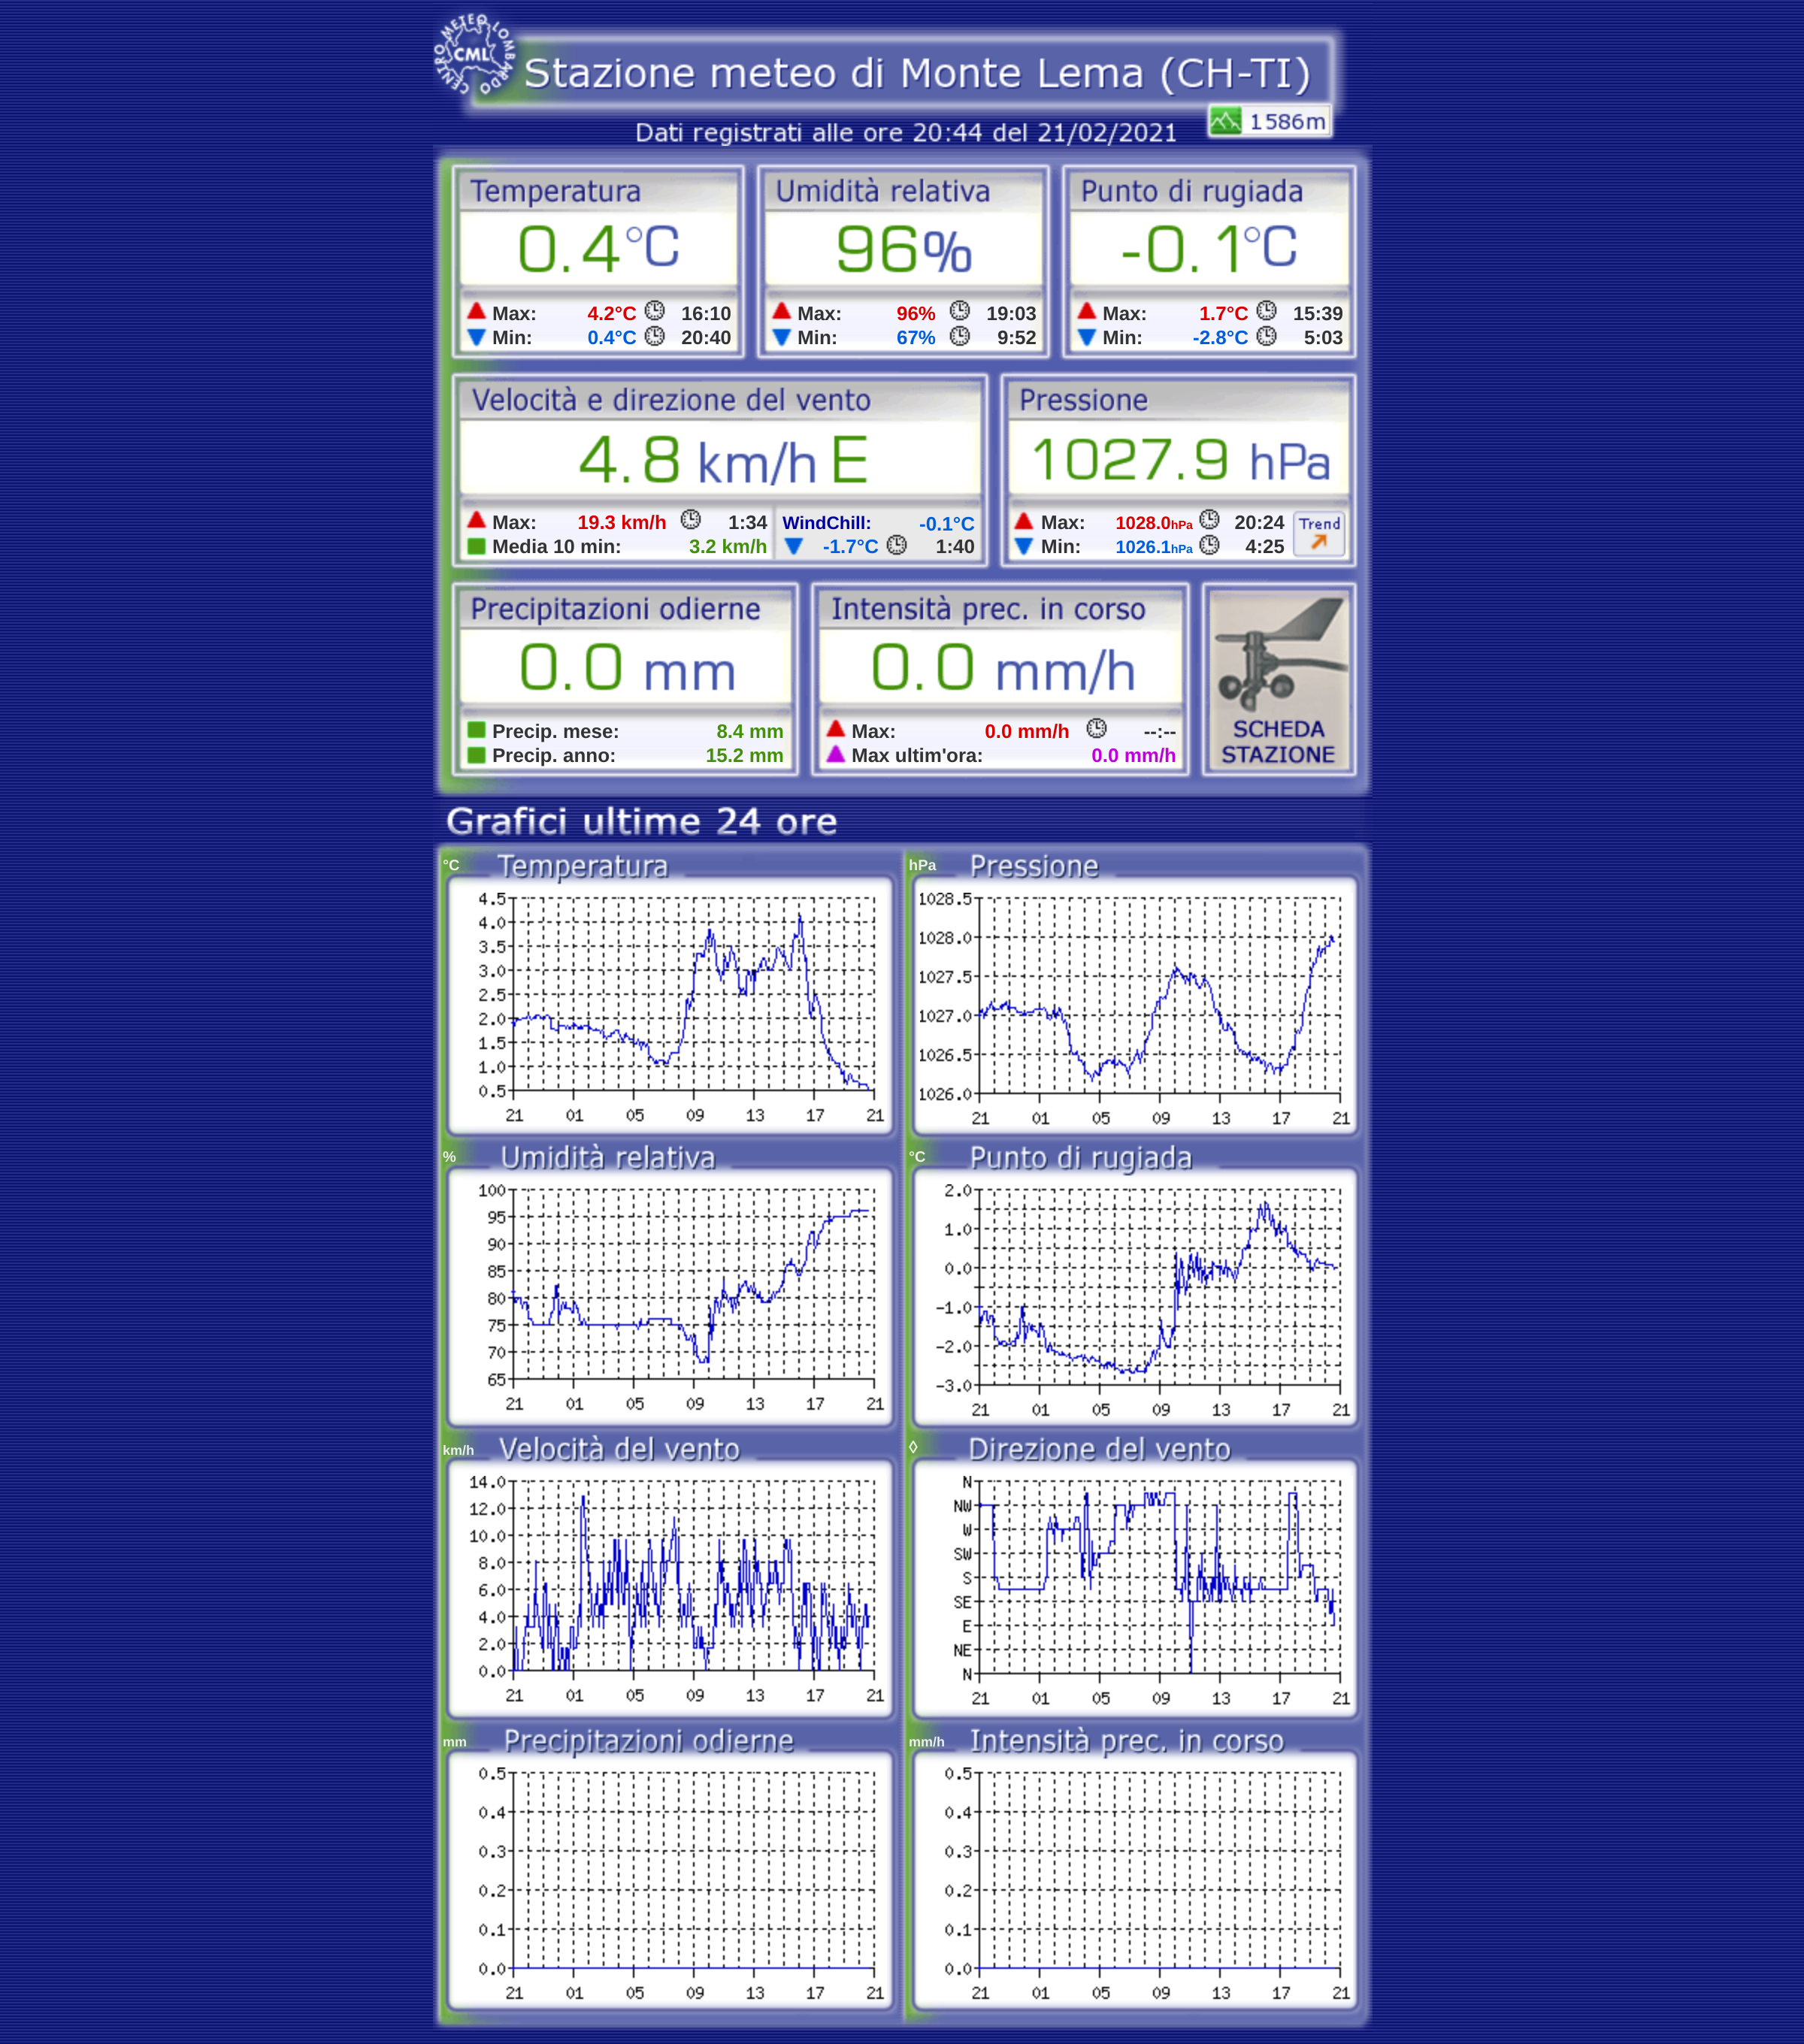 CENTRO METEO LOMBARDO
CML
Stazione meteo di Monte Lema (CH-TI)
1586m
Dati registrati alle ore 20:44 del 21/02/2021
Temperatura
0.4°C
Max: 4.2°C 16:10
Min: 0.4°C 20:40
Umidità relativa
96%
Max: 96% 19:03
Min: 67% 9:52
Punto di rugiada
-0.1°C
Max: 1.7°C 15:39
Min: -2.8°C 5:03
Velocità e direzione del vento
4.8 km/h E
Max: 19.3 km/h 1:34
Media 10 min: 3.2 km/h
WindChill: -0.1°C
-1.7°C 1:40
Pressione
1027.9 hPa
Max: 1028.0hPa 20:24
Min: 1026.1hPa 4:25
Trend
Precipitazioni odierne
0.0 mm
Precip. mese: 8.4 mm
Precip. anno: 15.2 mm
Intensità prec. in corso
0.0 mm/h
Max: 0.0 mm/h --:--
Max ultim'ora: 0.0 mm/h
SCHEDA
STAZIONE
Grafici ultime 24 ore
°C Temperatura
4.5
4.0
3.5
3.0
2.5
2.0
1.5
1.0
0.5
21 01 05 09 13 17 21
hPa Pressione
1028.5
1028.0
1027.5
1027.0
1026.5
1026.0
21 01 05 09 13 17 21
% Umidità relativa
100
95
90
85
80
75
70
65
21 01 05 09 13 17 21
°C Punto di rugiada
2.0
1.0
0.0
-1.0
-2.0
-3.0
21 01 05 09 13 17 21
km/h Velocità del vento
14.0
12.0
10.0
8.0
6.0
4.0
2.0
0.0
21 01 05 09 13 17 21
◊ Direzione del vento
N
NW
W
SW
S
SE
E
NE
N
21 01 05 09 13 17 21
mm Precipitazioni odierne
0.5
0.4
0.3
0.2
0.1
0.0
21 01 05 09 13 17 21
mm/h Intensità prec. in corso
0.5
0.4
0.3
0.2
0.1
0.0
21 01 05 09 13 17 21